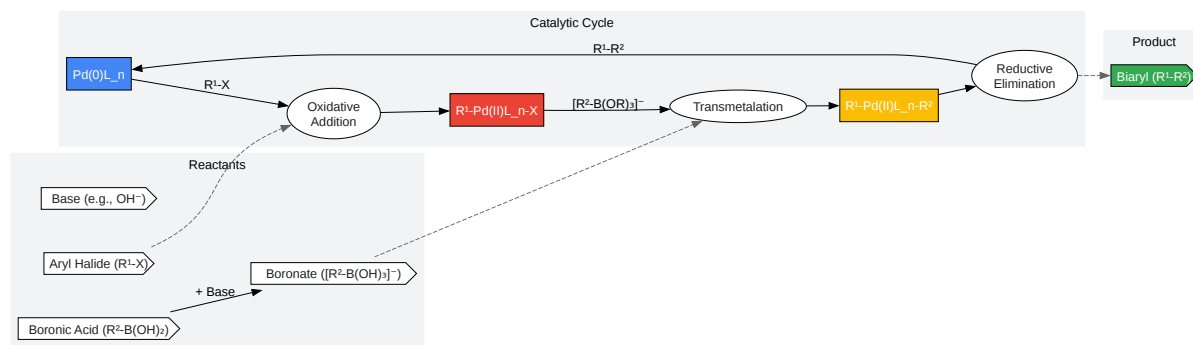 Catalytic Cycle
R¹-R²
Product
Pd(0)L_n
R¹-X
Oxidative
Addition
R¹-Pd(II)L_n-X
[R²-B(OR)₃]⁻
Transmetalation
R¹-Pd(II)L_n-R²
Reductive
Elimination
Biaryl (R¹-R²)
Reactants
Base (e.g., OH⁻)
Aryl Halide (R¹-X)
Boronate ([R²-B(OH)₃]⁻)
+ Base
Boronic Acid (R²-B(OH)₂)